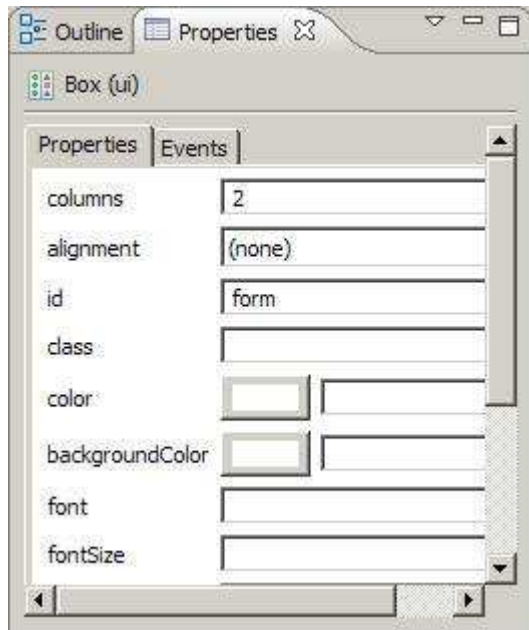 Outline Properties
Box (ui)
Properties Events
columns 2
alignment (none)
id form
class
color
backgroundColor
font
fontSize